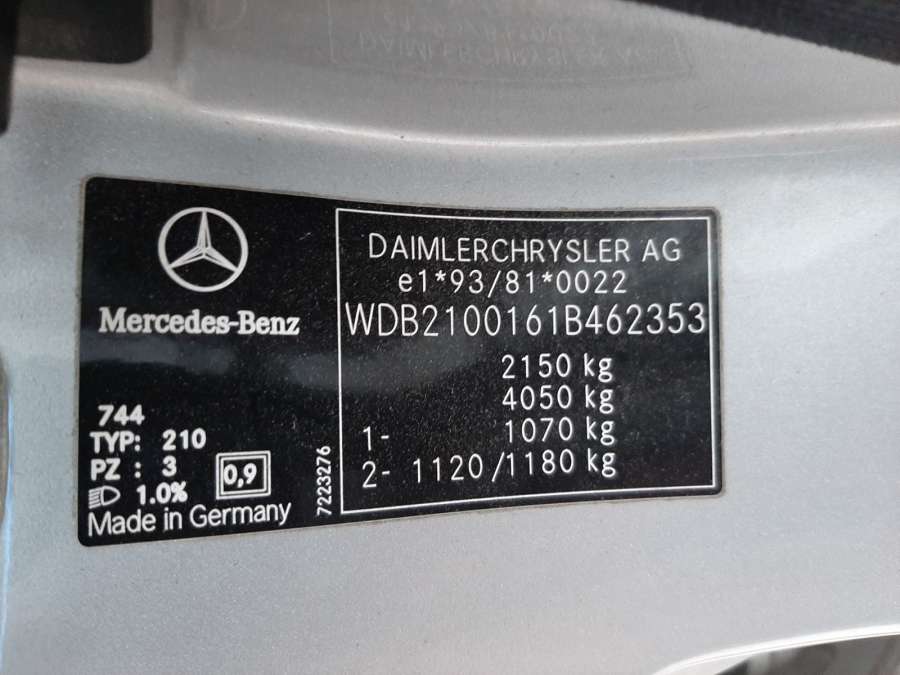 Mercedes-Benz
744
TYP: 210
PZ : 3
1.0%
0,9
Made in Germany
7223276
DAIMLERCHRYSLER AG
e1*93/81*0022
WDB2100161B462353
2150 kg
4050 kg
1- 1070 kg
2- 1120/1180 kg